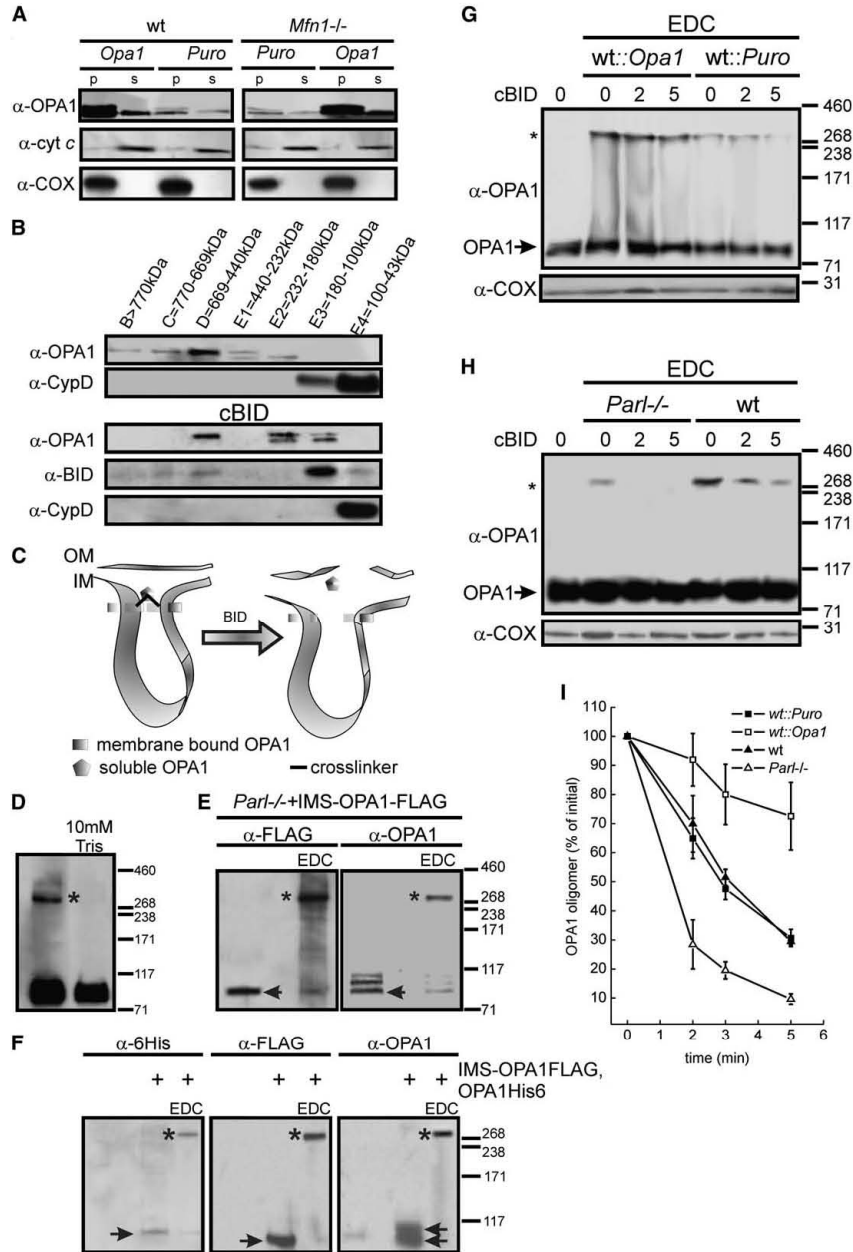 A
wt Mfn1-/-
Opa1 Puro Puro Opa1
p s p s p s p s
α-OPA1
α-cyt c
α-COX
B
B>770kDa
C=770-669kDa
D=669-440kDa
E1=440-232kDa
E2=232-180kDa
E3=180-100kDa
E4=100-43kDa
α-OPA1
α-CypD
cBID
α-OPA1
α-BID
α-CypD
C
OM
IM
BID
membrane bound OPA1
soluble OPA1
crosslinker
D
10mM
Tris
*
460
268
238
171
117
71
E
Parl-/-+IMS-OPA1-FLAG
α-FLAG α-OPA1
EDC EDC
* *
460
268
238
171
117
71
F
α-6His α-FLAG α-OPA1
+ + + + + + IMS-OPA1FLAG,
OPA1His6
EDC EDC EDC
* * *
268
238
171
117
G
EDC
wt::Opa1 wt::Puro
cBID 0 0 2 5 0 2 5
460
*
268
238
α-OPA1
171
117
OPA1
71
31
α-COX
H
EDC
Parl-/- wt
cBID 0 0 2 5 0 2 5
460
*
268
238
α-OPA1
171
117
OPA1
71
31
α-COX
I
110
100
90
80
70
60
50
40
30
20
10
OPA1 oligomer (% of initial)
wt::Puro
wt::Opa1
wt
Parl-/-
0 1 2 3 4 5 6
time (min)